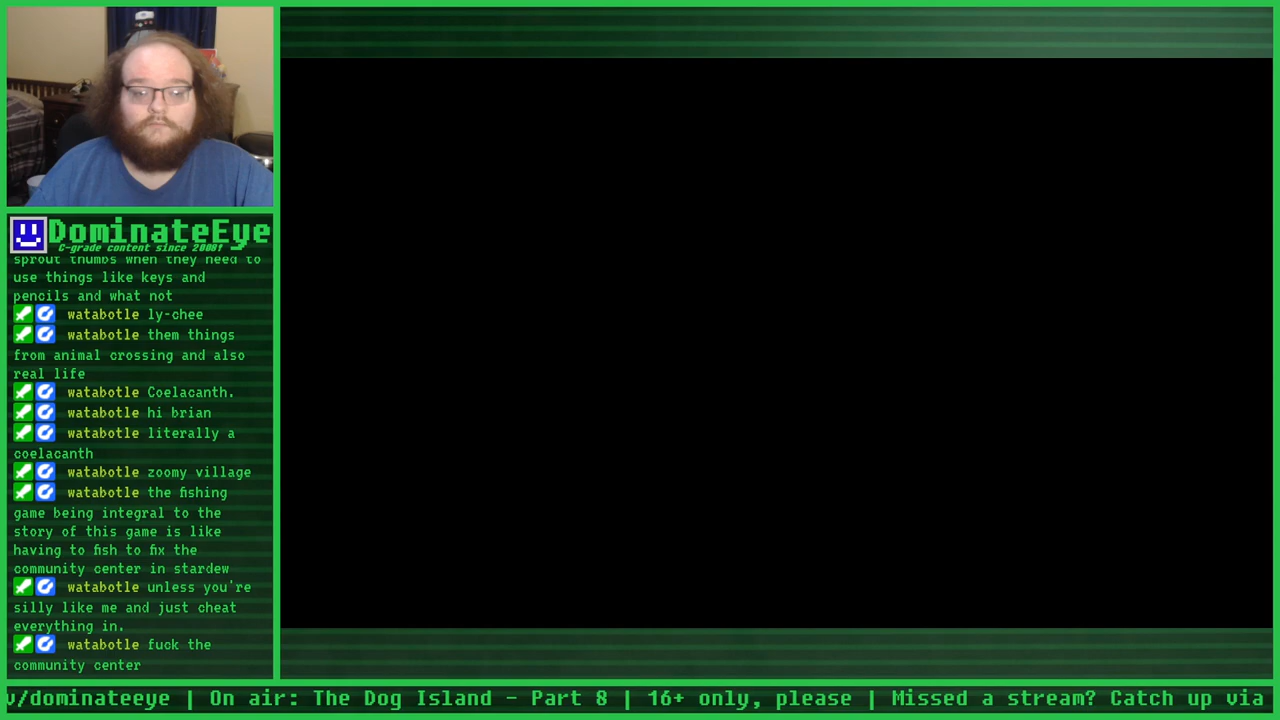 DominateEye
C-grade content since 2008!
sprout thumbs when they need to
use things like keys and
pencils and what not
watabotle ly-chee
watabotle them things
from animal crossing and also
real life
watabotle Coelacanth.
watabotle hi brian
watabotle literally a
coelacanth
watabotle zoomy village
watabotle the fishing
game being integral to the
story of this game is like
having to fish to fix the
community center in stardew
watabotle unless you're
silly like me and just cheat
everything in.
watabotle fuck the
community center
v/dominateeye | On air: The Dog Island - Part 8 | 16+ only, please | Missed a stream? Catch up via